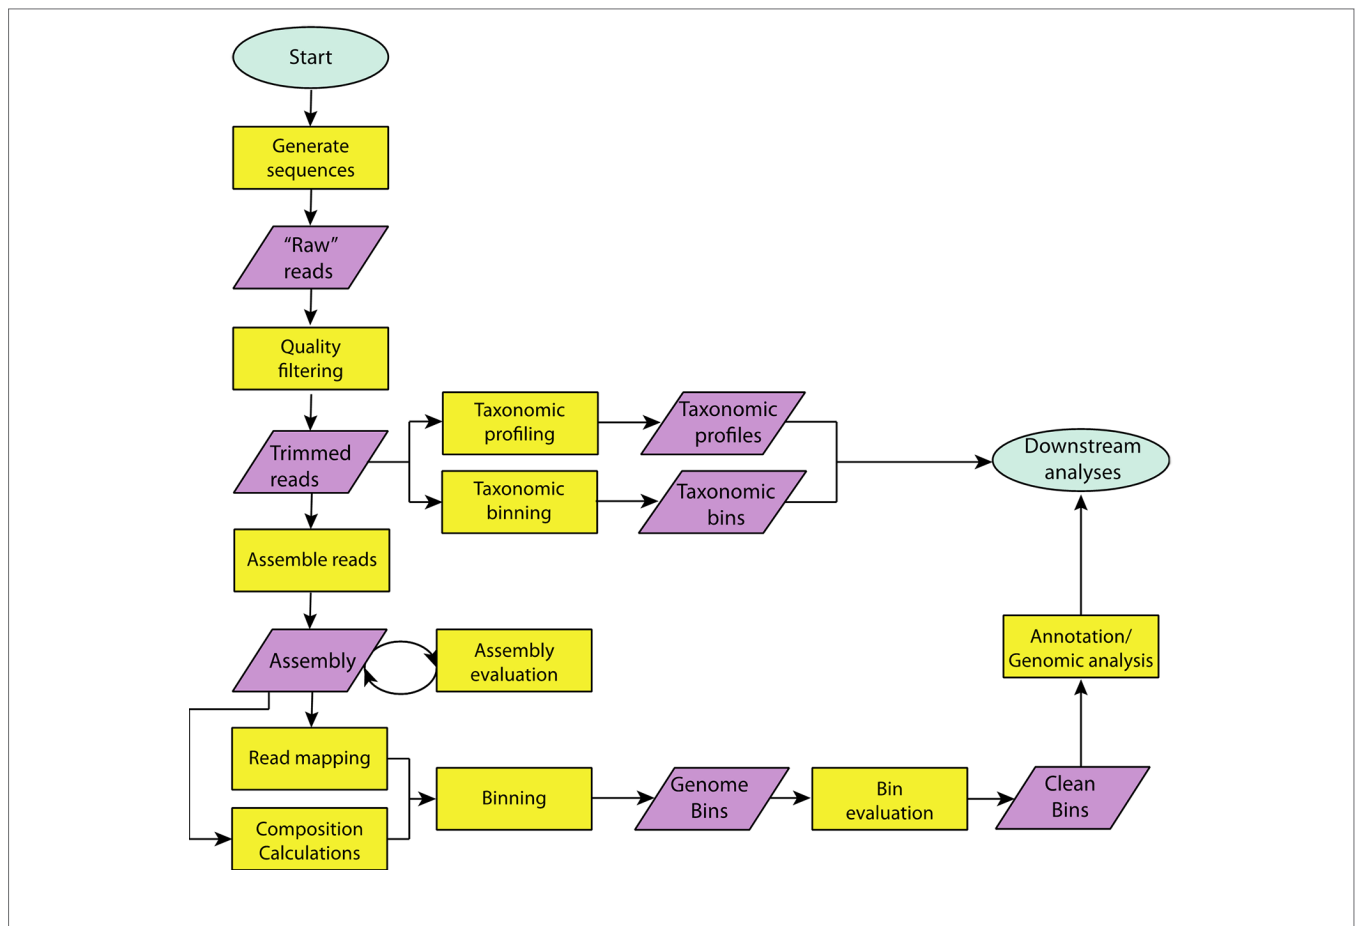 Start
Generate
sequences
“Raw”
reads
Quality
filtering
Trimmed
reads
Taxonomic
profiling
Taxonomic
profiles
Taxonomic
binning
Taxonomic
bins
Downstream
analyses
Assemble reads
Assembly
Assembly
evaluation
Annotation/
Genomic analysis
Read mapping
Composition
Calculations
Binning
Genome
Bins
Bin
evaluation
Clean
Bins